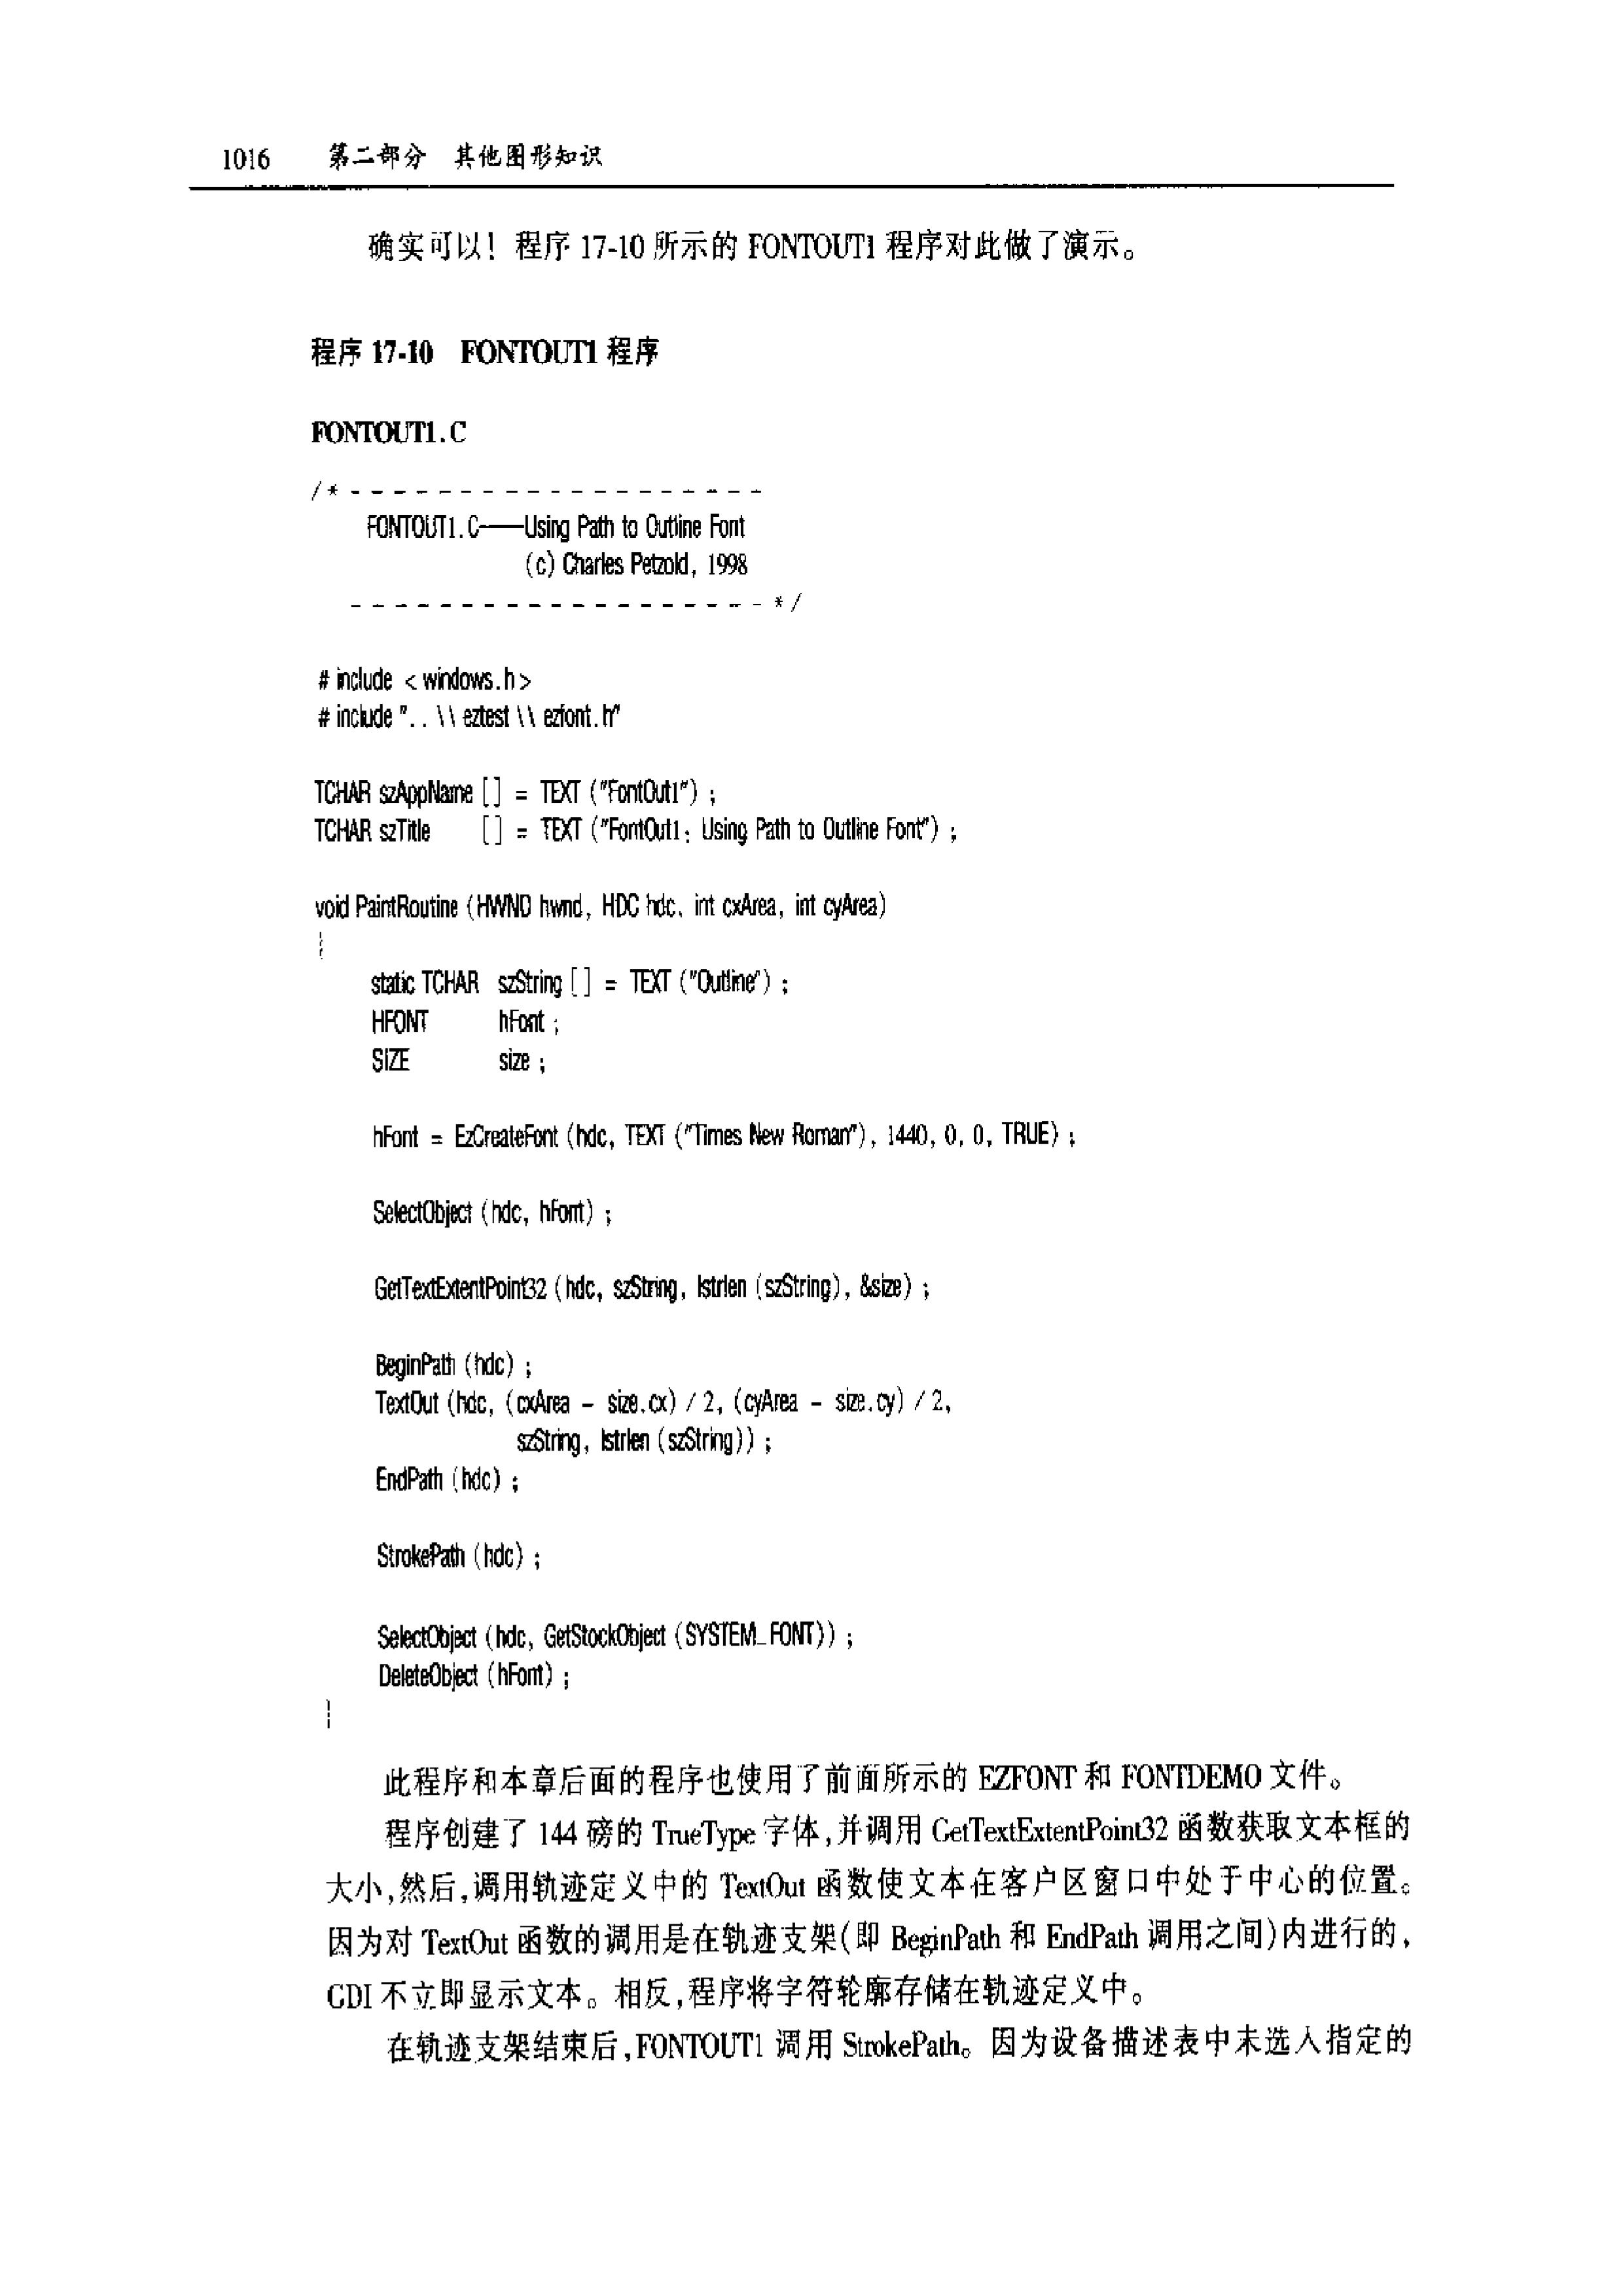 1016 第二部分 其他图形知识
确实可以！程序 17-10 所示的 FONTOUT1 程序对此做了演示。
程序 17-10 FONTOUT1 程序
FONTOUT1.C
/* - - - - - - - - - - - - - - - - - - -
FONTOUT1.C——Using Path to Outline Font
(c) Charles Petzold, 1998
- - - - - - - - - - - - - - - - - - - */
# include < windows.h >
# include ".. \\ eztest \\ ezfont.h"
TCHAR szAppName [ ] = TEXT ("FontOut1") ;
TCHAR szTitle [ ] = TEXT ("FontOut1: Using Path to Outline Font") ;
void PaintRoutine (HWND hwnd, HDC hdc, int cxArea, int cyArea)
{
static TCHAR szString [ ] = TEXT ("Outline") ;
HFONT hFont ;
SIZE size ;
hFont = EzCreateFont (hdc, TEXT ("Times New Roman"), 1440, 0, 0, TRUE) ;
SelectObject (hdc, hFont) ;
GetTextExtentPoint32 (hdc, szString, lstrlen (szString), &size) ;
BeginPath (hdc) ;
TextOut (hdc, (cxArea - size.cx) / 2, (cyArea - size.cy) / 2,
szString, lstrlen (szString)) ;
EndPath (hdc) ;
StrokePath (hdc) ;
SelectObject (hdc, GetStockObject (SYSTEM_FONT)) ;
DeleteObject (hFont) ;
}
此程序和本章后面的程序也使用了前面所示的 EZFONT 和 FONTDEMO 文件。
程序创建了 144 磅的 TrueType 字体,并调用 GetTextExtentPoint32 函数获取文本框的
大小,然后,调用轨迹定义中的 TextOut 函数使文本在客户区窗口中处于中心的位置。
因为对 TextOut 函数的调用是在轨迹支架(即 BeginPath 和 EndPath 调用之间)内进行的,
GDI 不立即显示文本。相反,程序将字符轮廓存储在轨迹定义中。
在轨迹支架结束后,FONTOUT1 调用 StrokePath。因为设备描述表中未选入指定的